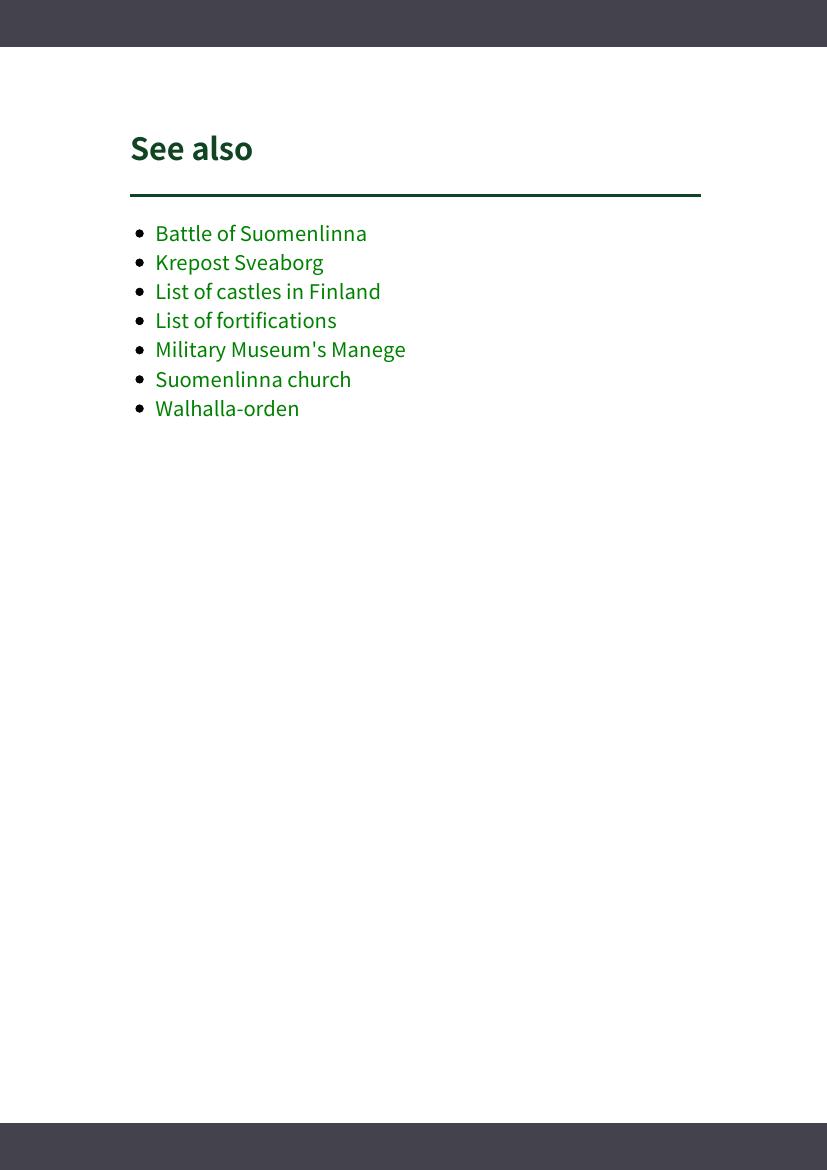 See also
Battle of Suomenlinna
Krepost Sveaborg
List of castles in Finland
List of fortifications
Military Museum's Manege
Suomenlinna church
Walhalla-orden